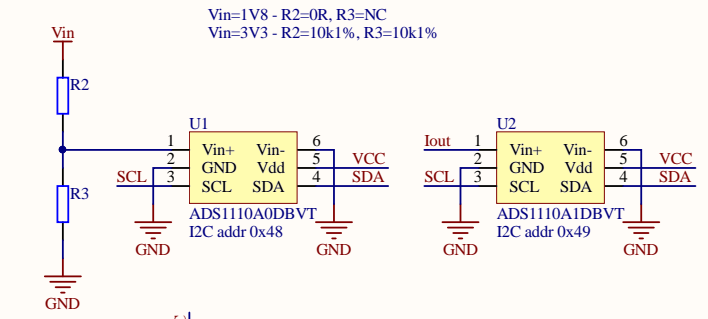 Vin=1V8 - R2=0R, R3=NC
Vin=3V3 - R2=10k1%, R3=10k1%
Vin
R2
R3
GND
U1
1 Vin+ Vin- 6
2 GND Vdd 5 VCC
SCL 3 SCL SDA 4 SDA
ADS1110A0DBVT
I2C addr 0x48
GND
GND
U2
Iout 1 Vin+ Vin- 6
2 GND Vdd 5 VCC
SCL 3 SCL SDA 4 SDA
ADS1110A1DBVT
I2C addr 0x49
GND
GND